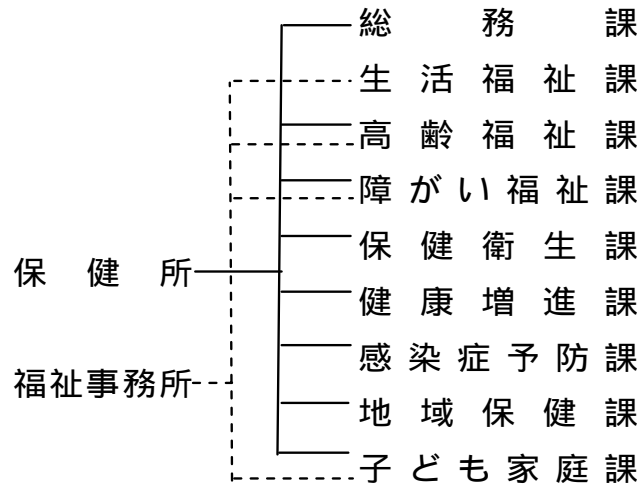 総務課
生活福祉課
高齢福祉課
障がい福祉課
保健衛生課
保健所
健康増進課
感染症予防課
福祉事務所
地域保健課
子ども家庭課